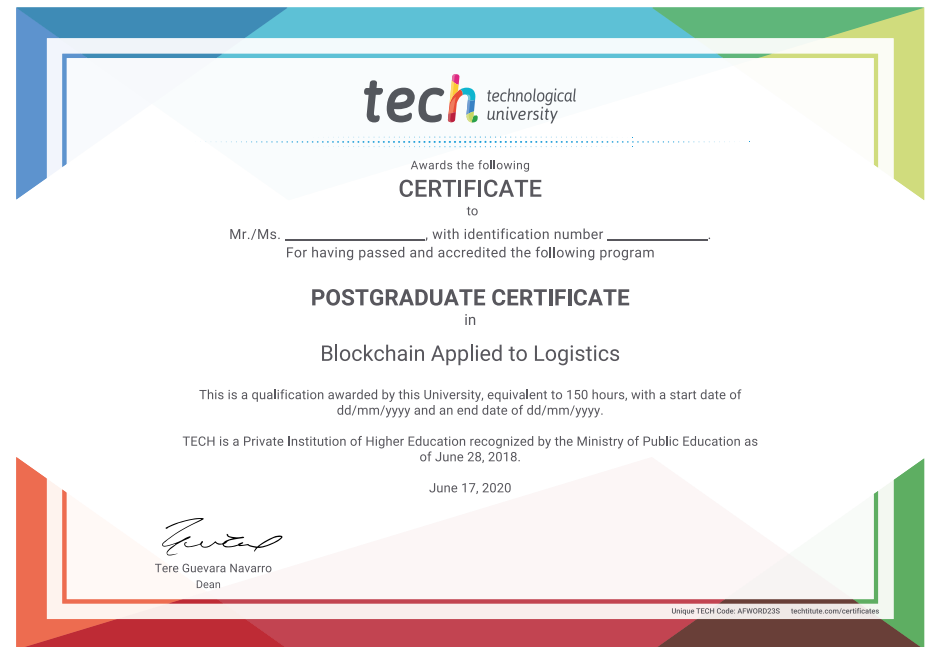 tech technological
university
Awards the following
CERTIFICATE
to
Mr./Ms. ____________________, with identification number ______________.
For having passed and accredited the following program
POSTGRADUATE CERTIFICATE
in
Blockchain Applied to Logistics
This is a qualification awarded by this University, equivalent to 150 hours, with a start date of
dd/mm/yyyy and an end date of dd/mm/yyyy.
TECH is a Private Institution of Higher Education recognized by the Ministry of Public Education as
of June 28, 2018.
June 17, 2020
Tere Guevara Navarro
Dean
Unique TECH Code: AFWORD23S techtitute.com/certificates